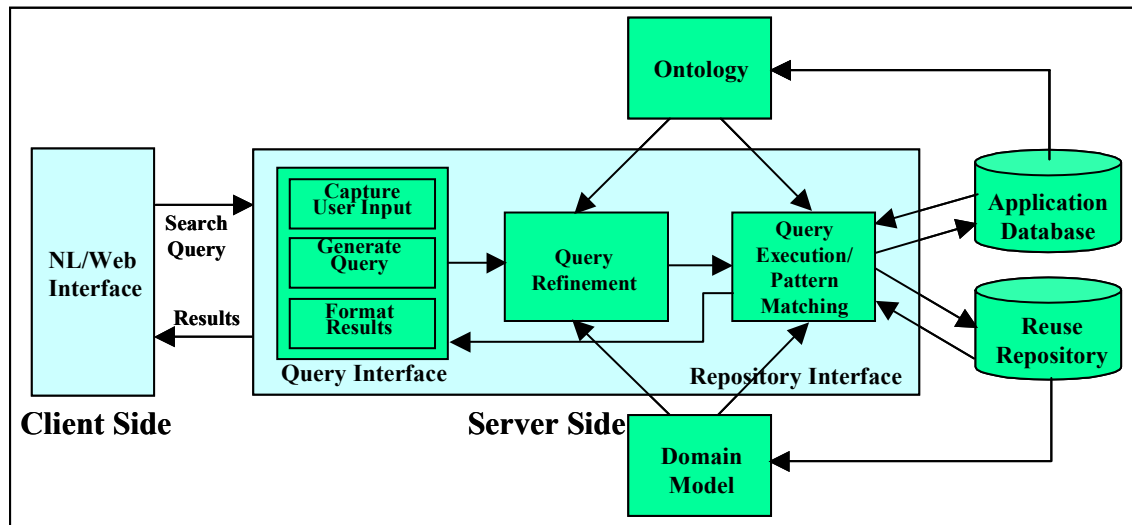 Ontology
NL/Web
Interface
Search
Query
Results
Capture
User Input
Generate
Query
Format
Results
Query Interface
Query
Refinement
Query
Execution/
Pattern
Matching
Repository Interface
Application
Database
Reuse
Repository
Client Side
Server Side
Domain
Model